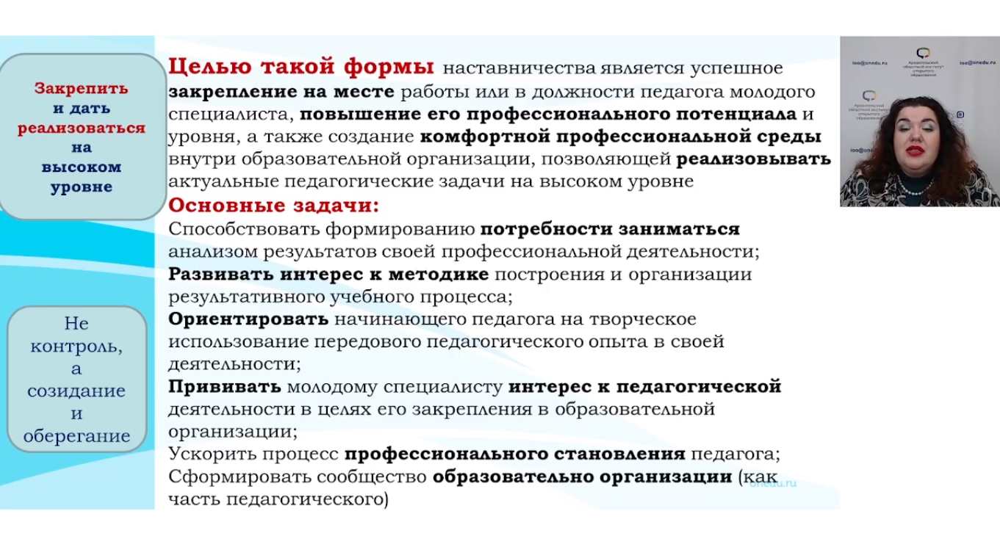 Закрепить
и дать
реализоваться
на
высоком
уровне
Не
контроль,
а
созидание
и
оберегание
Целью такой формы наставничества является успешное
закрепление на месте работы или в должности педагога молодого
специалиста, повышение его профессионального потенциала и
уровня, а также создание комфортной профессиональной среды
внутри образовательной организации, позволяющей реализовывать
актуальные педагогические задачи на высоком уровне
Основные задачи:
Способствовать формированию потребности заниматься
анализом результатов своей профессиональной деятельности;
Развивать интерес к методике построения и организации
результативного учебного процесса;
Ориентировать начинающего педагога на творческое
использование передового педагогического опыта в своей
деятельности;
Прививать молодому специалисту интерес к педагогической
деятельности в целях его закрепления в образовательной
организации;
Ускорить процесс профессионального становления педагога;
Сформировать сообщество образовательно организации (как
часть педагогического)
onedu.ru
ioo@onedu.ru
ioo@onedu.ru